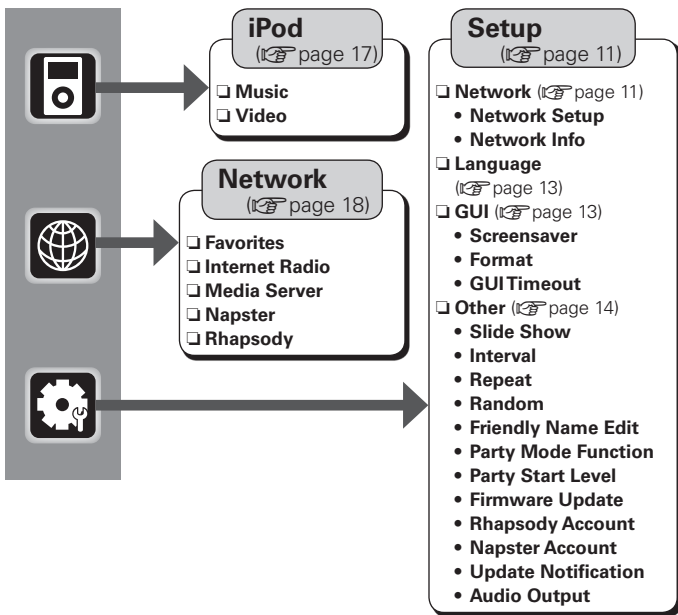 iPod
(☞ page 17)
❏ Music
❏ Video
Network
(☞ page 18)
❏ Favorites
❏ Internet Radio
❏ Media Server
❏ Napster
❏ Rhapsody
Setup
(☞ page 11)
❏ Network (☞ page 11)
• Network Setup
• Network Info
❏ Language
(☞ page 13)
❏ GUI (☞ page 13)
• Screensaver
• Format
• GUI Timeout
❏ Other (☞ page 14)
• Slide Show
• Interval
• Repeat
• Random
• Friendly Name Edit
• Party Mode Function
• Party Start Level
• Firmware Update
• Rhapsody Account
• Napster Account
• Update Notification
• Audio Output